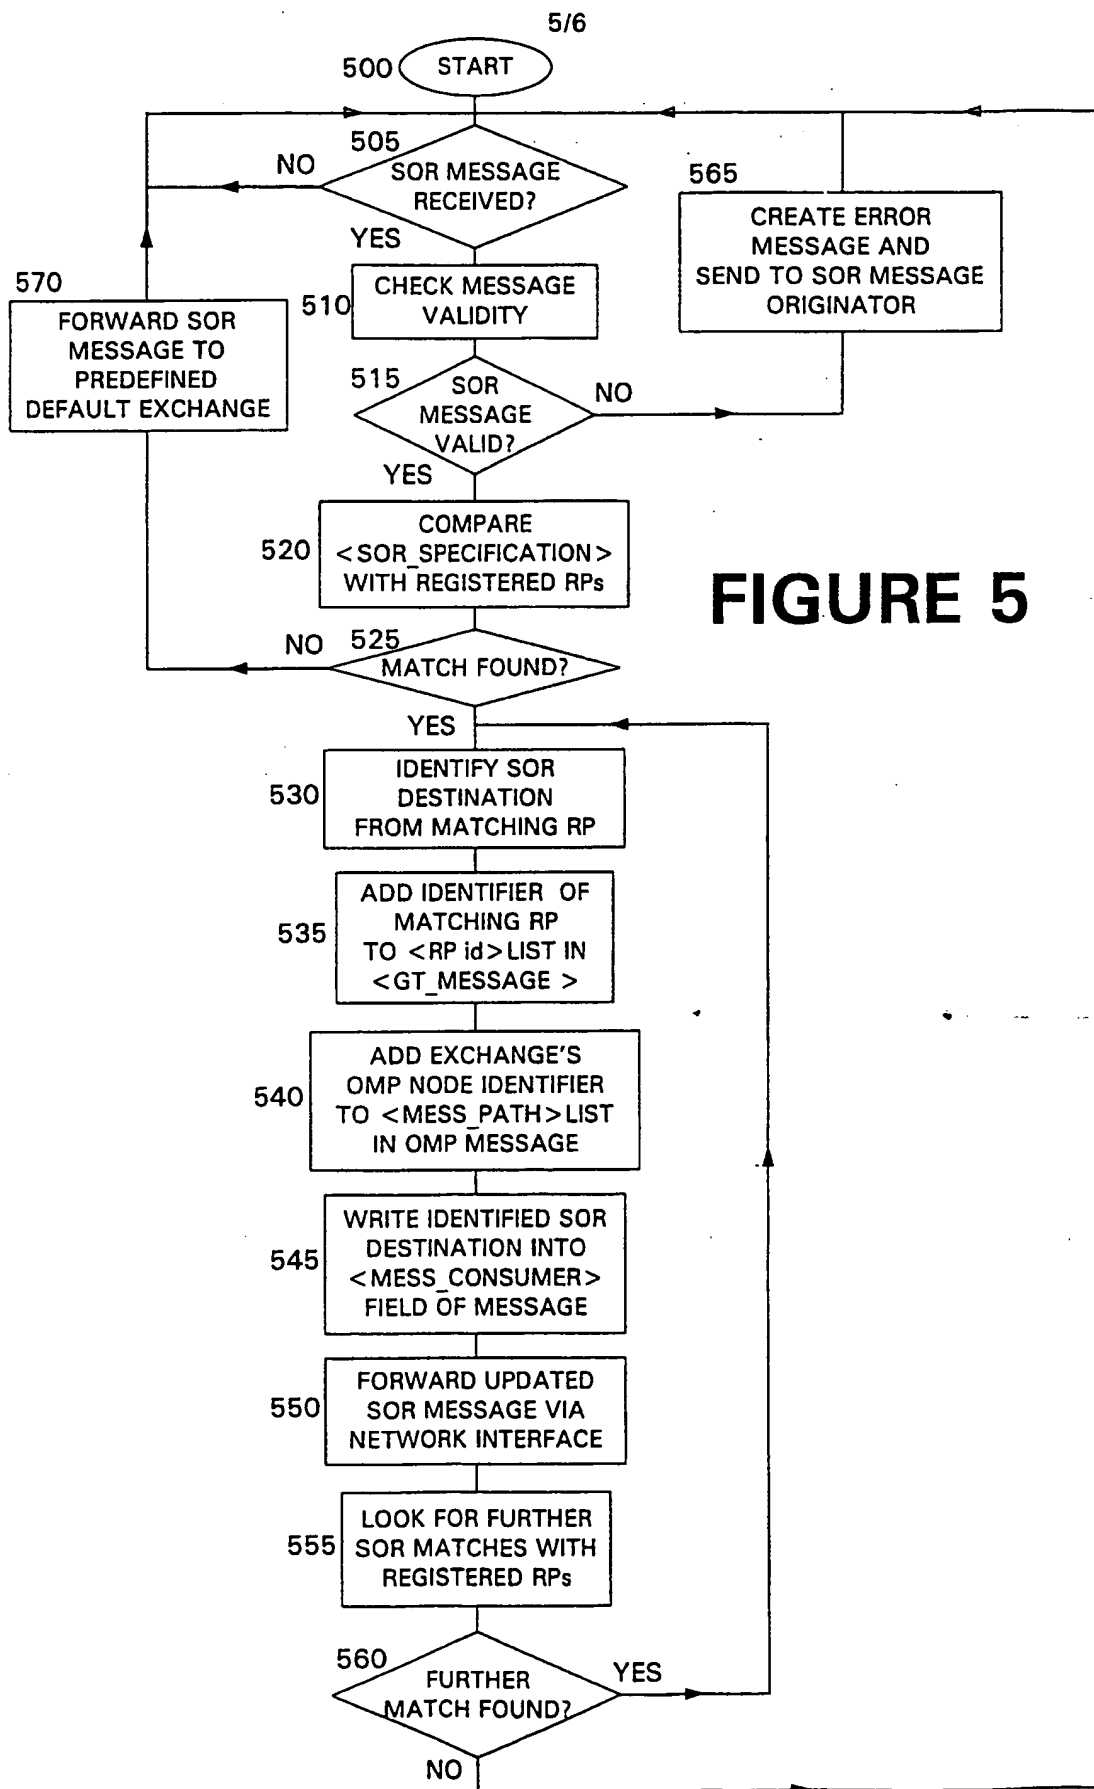 5/6
500
START
505
NO
SOR MESSAGE
RECEIVED?
YES
565
CREATE ERROR
MESSAGE AND
SEND TO SOR MESSAGE
ORIGINATOR
570
FORWARD SOR
MESSAGE TO
PREDEFINED
DEFAULT EXCHANGE
510
CHECK MESSAGE
VALIDITY
515
SOR
MESSAGE
VALID?
NO
YES
520
COMPARE
<SOR_SPECIFICATION>
WITH REGISTERED RPs
FIGURE 5
NO
525
MATCH FOUND?
YES
530
IDENTIFY SOR
DESTINATION
FROM MATCHING RP
535
ADD IDENTIFIER OF
MATCHING RP
TO <RP id> LIST IN
<GT_MESSAGE >
540
ADD EXCHANGE'S
OMP NODE IDENTIFIER
TO <MESS_PATH> LIST
IN OMP MESSAGE
545
WRITE IDENTIFIED SOR
DESTINATION INTO
<MESS_CONSUMER>
FIELD OF MESSAGE
550
FORWARD UPDATED
SOR MESSAGE VIA
NETWORK INTERFACE
555
LOOK FOR FURTHER
SOR MATCHES WITH
REGISTERED RPs
560
FURTHER
MATCH FOUND?
YES
NO